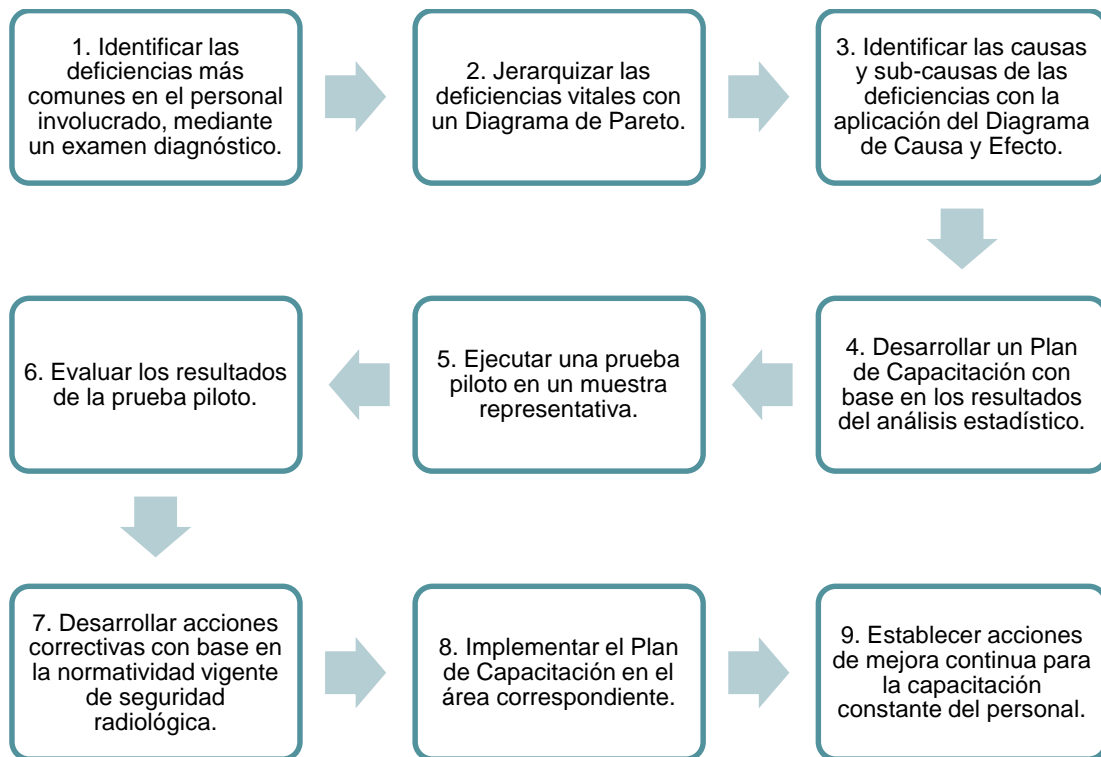 1. Identificar las
deficiencias más
comunes en el personal
involucrado, mediante
un examen diagnóstico.
2. Jerarquizar las
deficiencias vitales con
un Diagrama de Pareto.
3. Identificar las causas
y sub-causas de las
deficiencias con la
aplicación del Diagrama
de Causa y Efecto.
4. Desarrollar un Plan
de Capacitación con
base en los resultados
del análisis estadístico.
5. Ejecutar una prueba
piloto en un muestra
representativa.
6. Evaluar los resultados
de la prueba piloto.
7. Desarrollar acciones
correctivas con base en
la normatividad vigente
de seguridad
radiológica.
8. Implementar el Plan
de Capacitación en el
área correspondiente.
9. Establecer acciones
de mejora continua para
la capacitación
constante del personal.